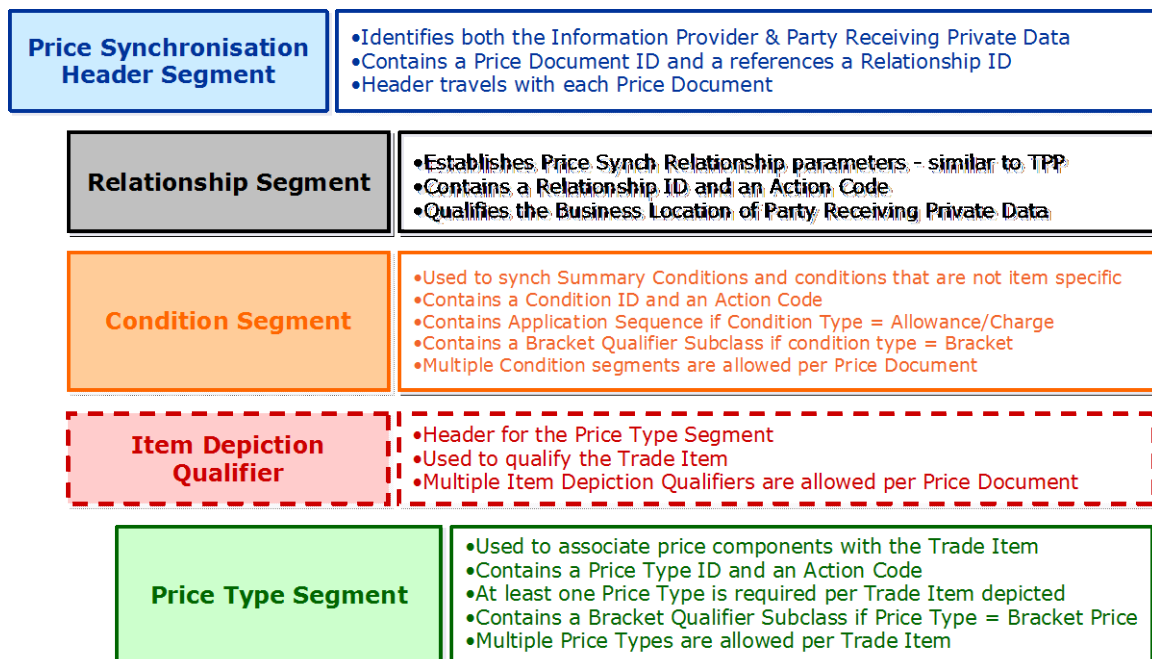 Price Synchronisation
Header Segment
•Identifies both the Information Provider & Party Receiving Private Data
•Contains a Price Document ID and a references a Relationship ID
•Header travels with each Price Document
Relationship Segment
•Establishes Price Synch Relationship parameters - similar to TPP
•Contains a Relationship ID and an Action Code
•Qualifies the Business Location of Party Receiving Private Data
Condition Segment
•Used to synch Summary Conditions and conditions that are not item specific
•Contains a Condition ID and an Action Code
•Contains Application Sequence if Condition Type = Allowance/Charge
•Contains a Bracket Qualifier Subclass if condition type = Bracket
•Multiple Condition segments are allowed per Price Document
Item Depiction
Qualifier
•Header for the Price Type Segment
•Used to qualify the Trade Item
•Multiple Item Depiction Qualifiers are allowed per Price Document
Price Type Segment
•Used to associate price components with the Trade Item
•Contains a Price Type ID and an Action Code
•At least one Price Type is required per Trade Item depicted
•Contains a Bracket Qualifier Subclass if Price Type = Bracket Price
•Multiple Price Types are allowed per Trade Item